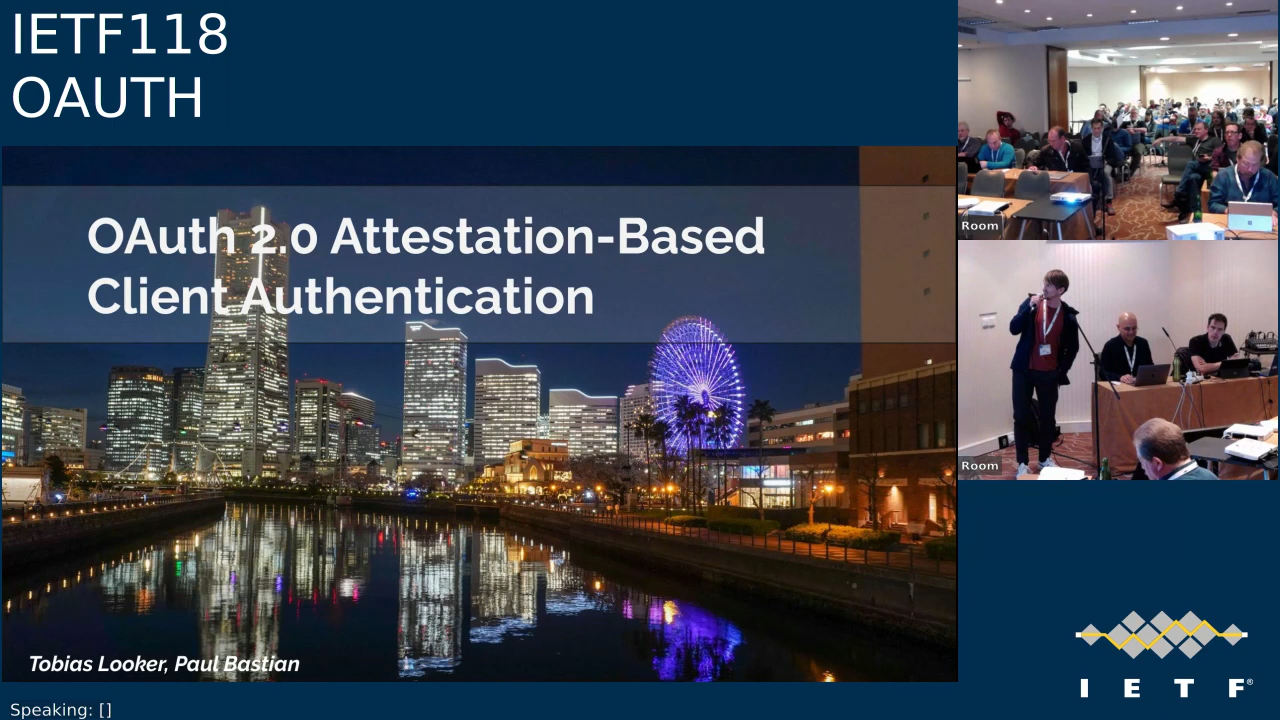 IETF118
OAUTH
OAuth 2.0 Attestation-Based
Client Authentication
Tobias Looker, Paul Bastian
Room
Room
I E T F®
Speaking: []